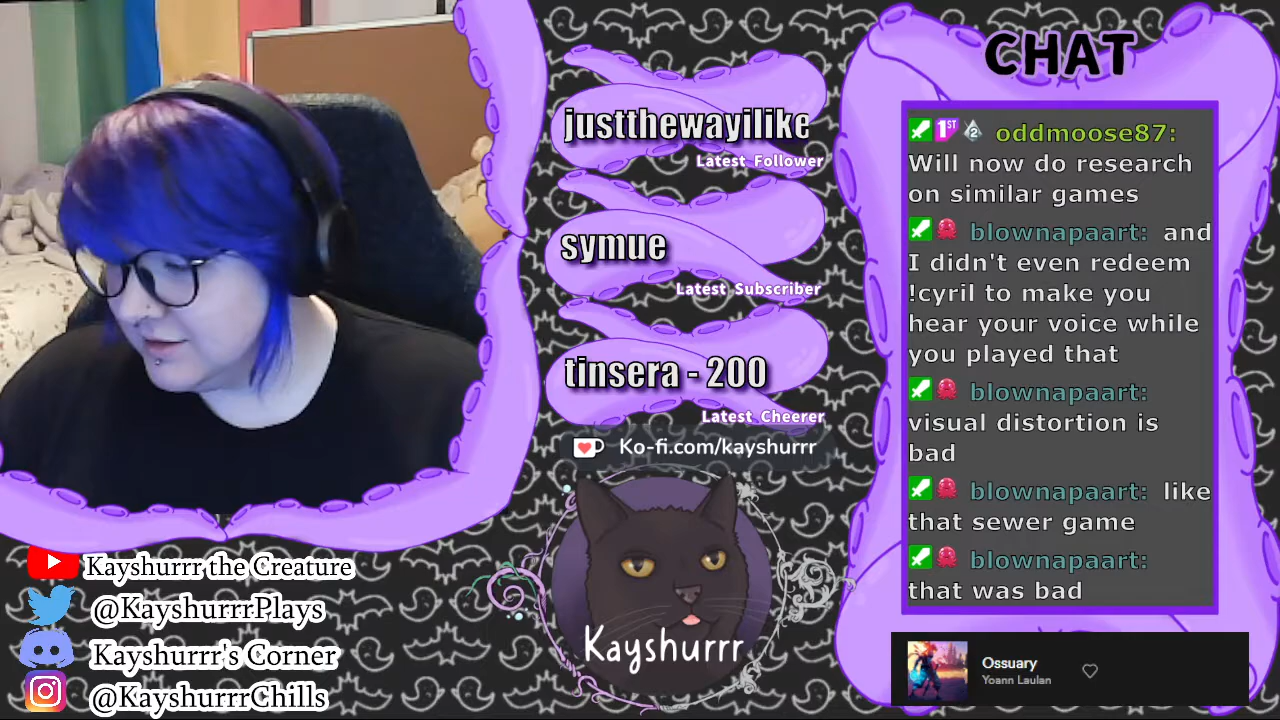 justthewayilike
Latest Follower
symue
Latest Subscriber
tinsera - 200
Latest Cheerer
Ko-fi.com/kayshurrr
Kayshurrr
Kayshurrr the Creature
@KayshurrrPlays
Kayshurrr's Corner
@KayshurrrChills
CHAT
1ST 2 oddmoose87:
Will now do research
on similar games
blownapaart: and
I didn't even redeem
!cyril to make you
hear your voice while
you played that
blownapaart:
visual distortion is
bad
blownapaart: like
that sewer game
blownapaart:
that was bad
Ossuary
Yoann Laulan